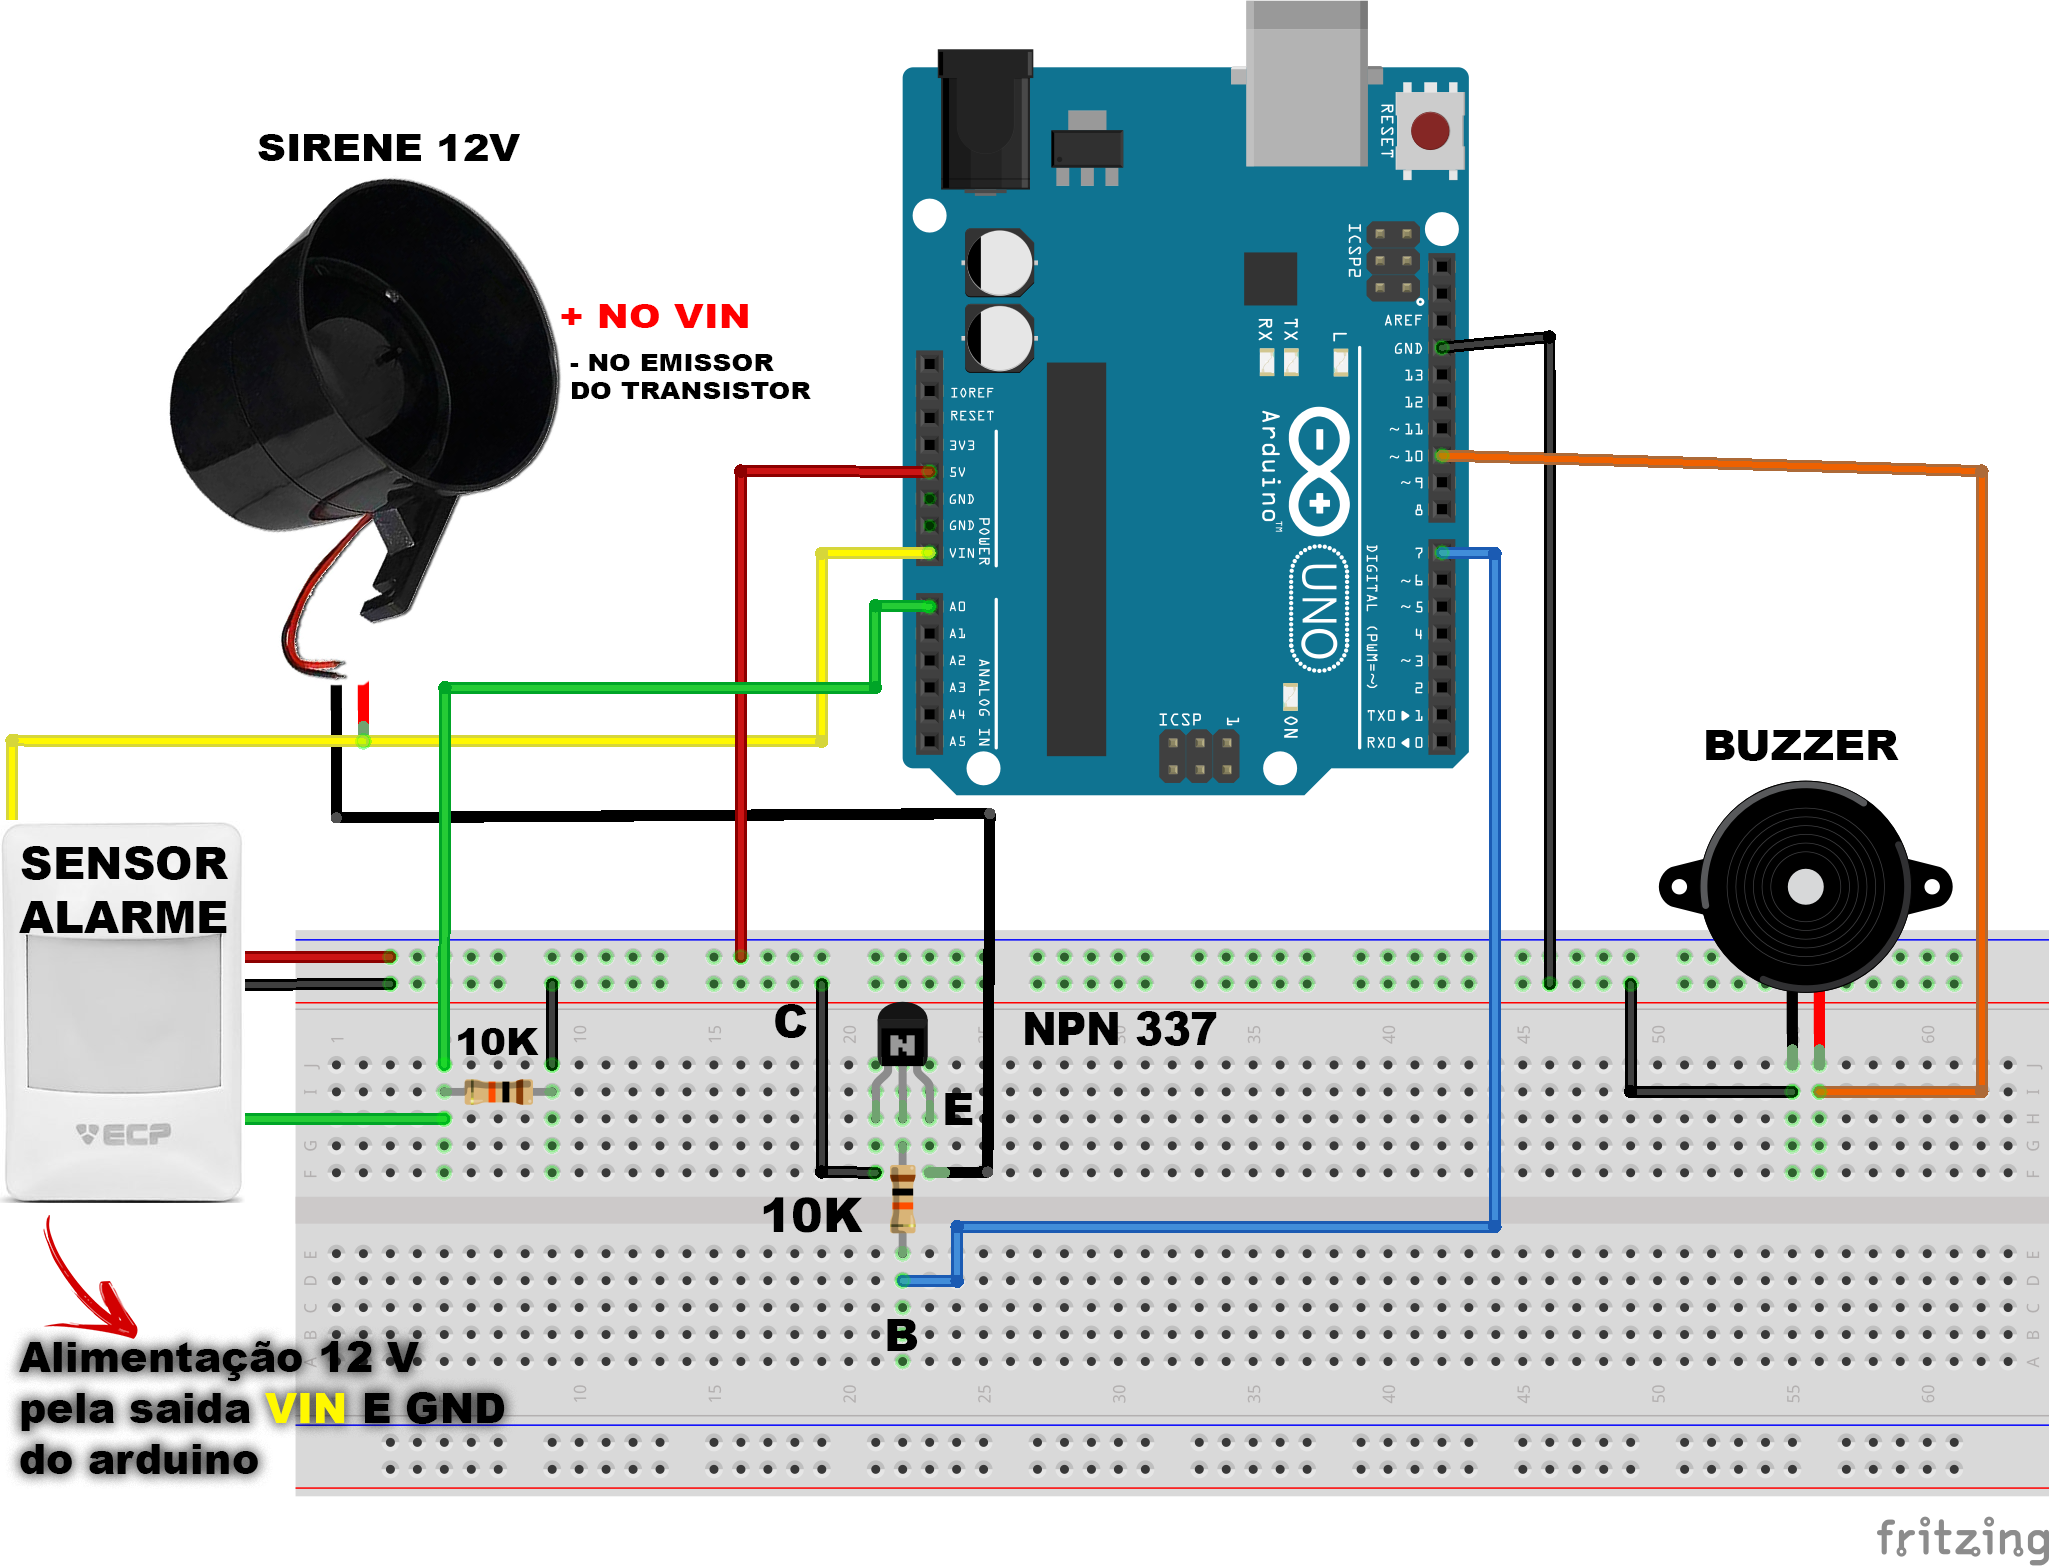 SIRENE 12V
+ NO VIN
- NO EMISSOR
DO TRANSISTOR
RESET
ICSP2
AREF
GND
13
12
~11
~10
~9
8
7
~6
~5
4
~3
2
TX0▶1
RX0◀0
RX
TX
L
IOREF
RESET
3V3
5V
GND
GND
VIN
POWER
A0
A1
A2
A3
A4
A5
ANALOG IN
Arduino™
UNO
DIGITAL (PWM=~)
ICSP
1
ON
BUZZER
SENSOR
ALARME
ECP
10K
C
N
NPN 337
E
10K
B
1
10
15
20
25
30
35
40
45
50
55
60
J
I
H
G
F
E
D
C
B
A
Alimentação 12 V
pela saida VIN E GND
do arduino
fritzing